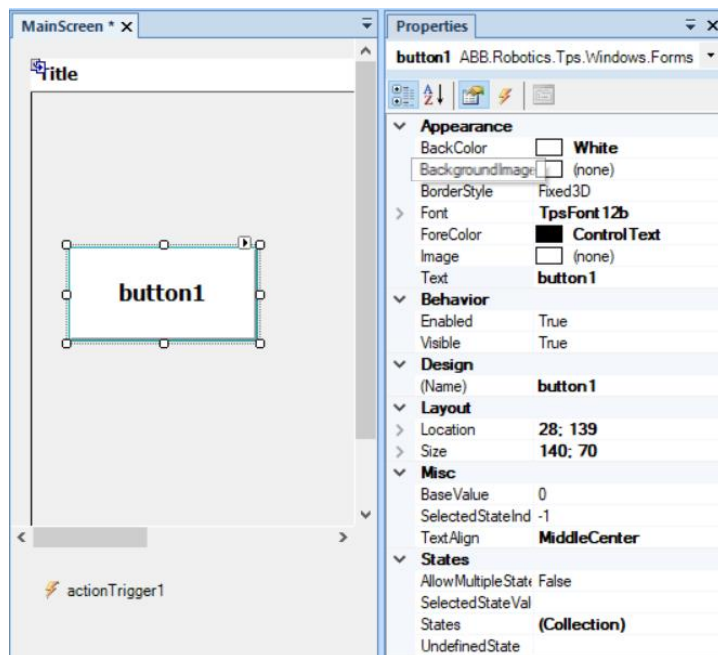 MainScreen *
Title
button1
actionTrigger1
Properties
button1 ABB.Robotics.Tps.Windows.Forms
Appearance
BackColor White
BackgroundImage (none)
BorderStyle Fixed3D
Font TpsFont12b
ForeColor ControlText
Image (none)
Text button1
Behavior
Enabled True
Visible True
Design
(Name) button1
Layout
Location 28; 139
Size 140; 70
Misc
BaseValue 0
SelectedStateInd -1
TextAlign MiddleCenter
States
AllowMultipleState False
SelectedStateVal
States (Collection)
UndefinedState